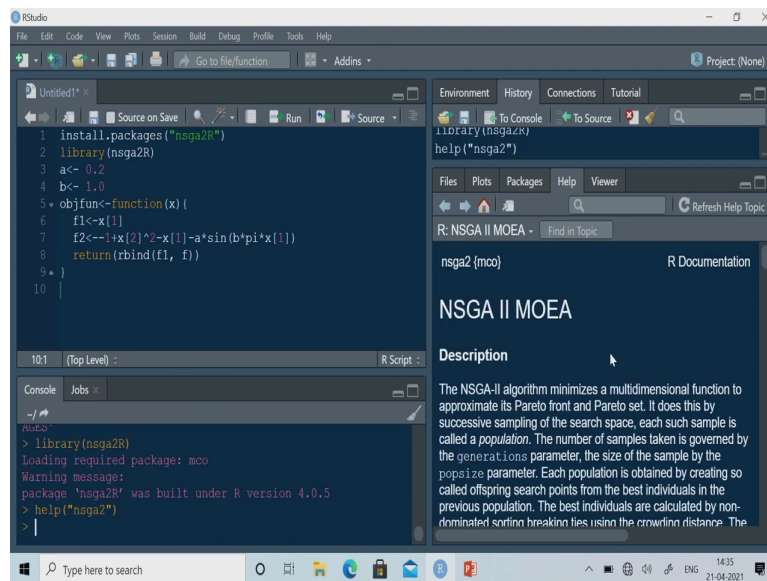 RStudio
File Edit Code View Plots Session Build Debug Profile Tools Help
Go to file/function Addins Project: (None)
Untitled1*
Source on Save Run Source
1 install.packages("nsga2R")
2 library(nsga2R)
3 a<- 0.2
4 b<- 1.0
5 objfun<-function(x){
6 f1<-x[1]
7 f2<--1+x[2]^2-x[1]-a*sin(b*pi*x[1])
8 return(rbind(f1, f))
9 }
10
10:1 (Top Level) R Script
Console Jobs
~/
AGES'
> library(nsga2R)
Loading required package: mco
Warning message:
package 'nsga2R' was built under R version 4.0.5
> help("nsga2")
>
Environment History Connections Tutorial
To Console To Source
library(nsga2R)
help("nsga2")
Files Plots Packages Help Viewer
Refresh Help Topic
R: NSGA II MOEA Find in Topic
nsga2 {mco} R Documentation
NSGA II MOEA
Description
The NSGA-II algorithm minimizes a multidimensional function to
approximate its Pareto front and Pareto set. It does this by
successive sampling of the search space, each such sample is
called a population. The number of samples taken is governed by
the generations parameter, the size of the sample by the
popsize parameter. Each population is obtained by creating so
called offspring search points from the best individuals in the
previous population. The best individuals are calculated by non-
dominated sorting breaking ties using the crowding distance. The
Type here to search
ENG
14:35
21-04-2021